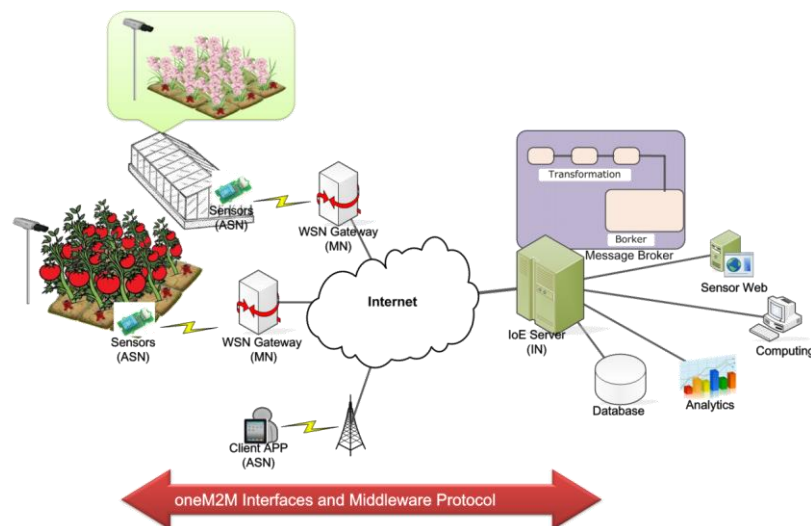 Transformation
Borker
Message Broker
Sensors
(ASN)
WSN Gateway
(MN)
Sensor Web
Internet
IoE Server
(IN)
Sensors
(ASN)
WSN Gateway
(MN)
Computing
Database
Analytics
Client APP
(ASN)
oneM2M Interfaces and Middleware Protocol